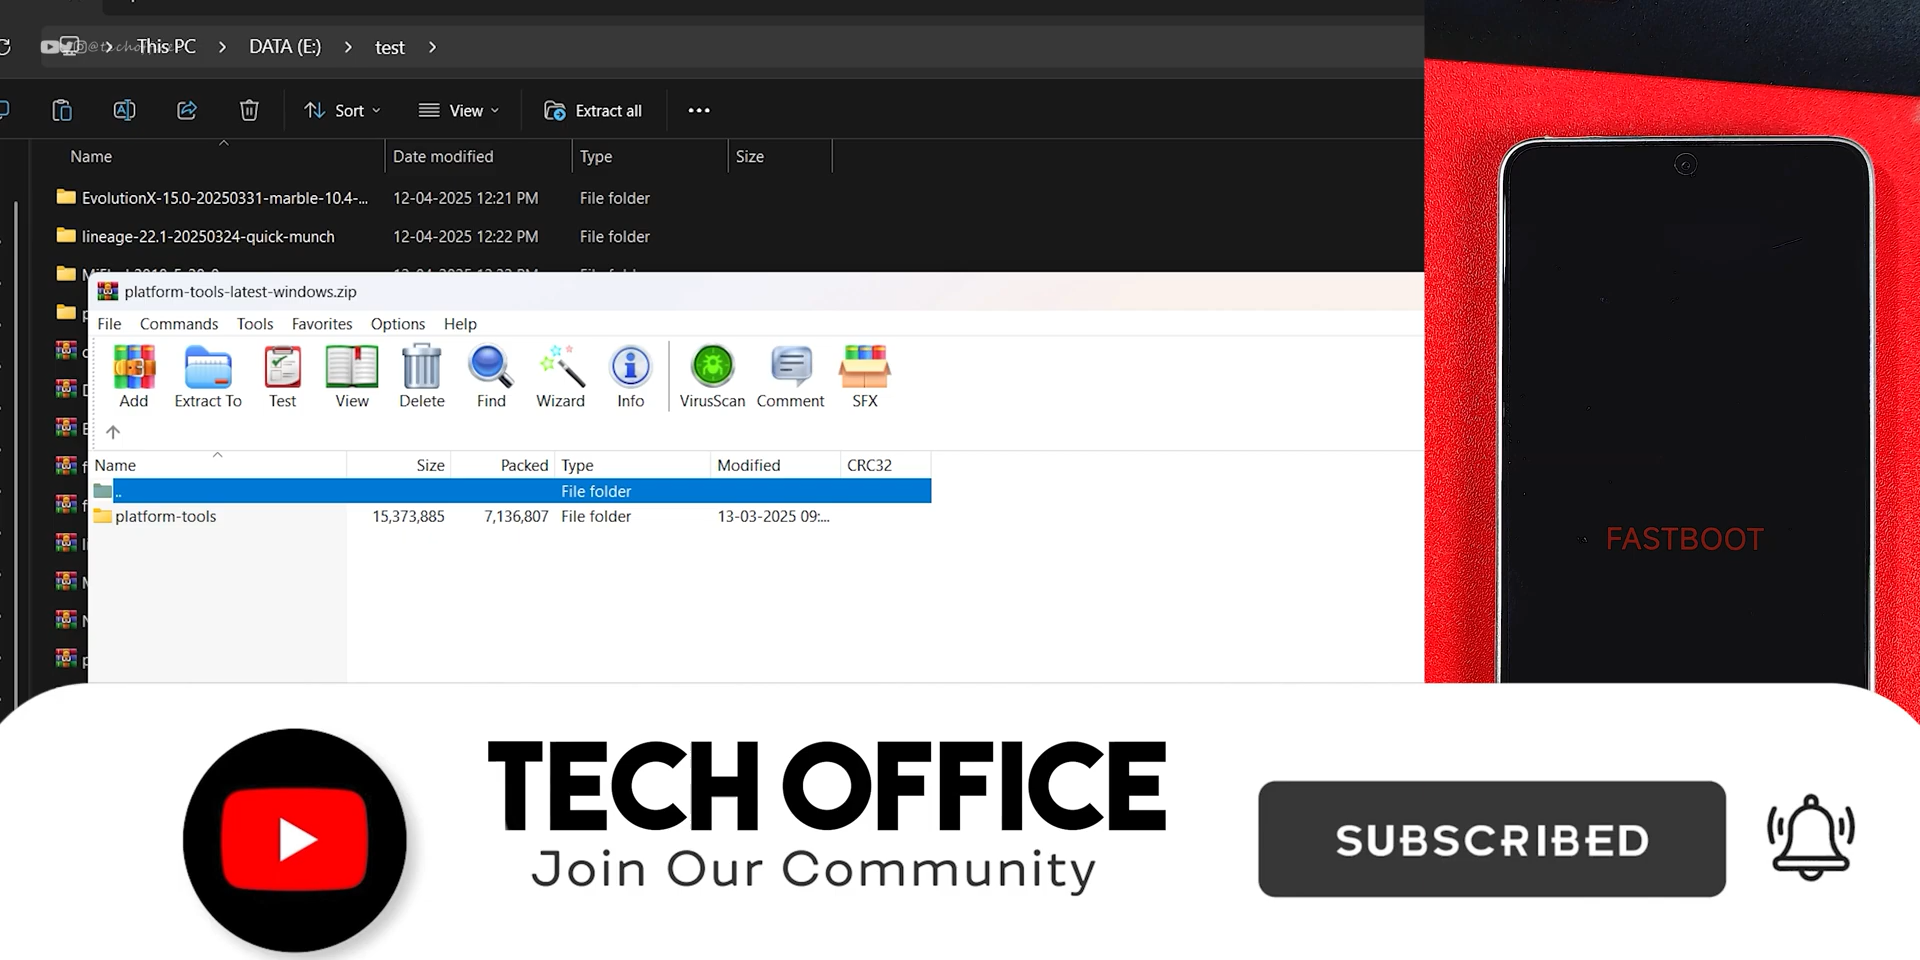 @techoffice
This PC > DATA (E:) > test >
Sort View Extract all
Name Date modified Type Size
EvolutionX-15.0-20250331-marble-10.4-... 12-04-2025 12:21 PM File folder
lineage-22.1-20250324-quick-munch 12-04-2025 12:22 PM File folder
platform-tools-latest-windows.zip
File Commands Tools Favorites Options Help
Add Extract To Test View Delete Find Wizard Info VirusScan Comment SFX
Name Size Packed Type Modified CRC32
.. File folder
platform-tools 15,373,885 7,136,807 File folder 13-03-2025 09:...
FASTBOOT
TECH OFFICE
Join Our Community
SUBSCRIBED